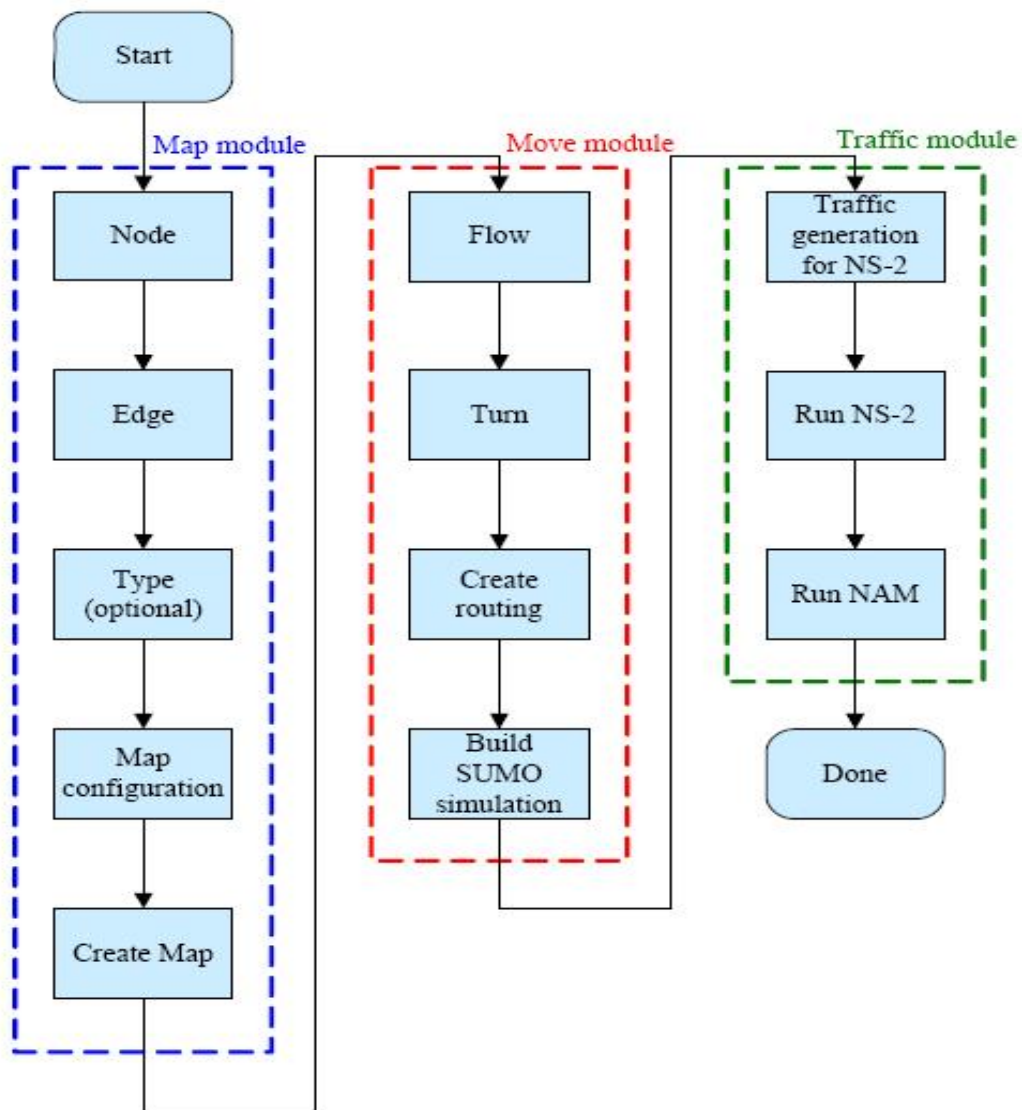 Start
Map module
Node
Edge
Type
(optional)
Map
configuration
Create Map
Move module
Flow
Turn
Create
routing
Build
SUMO
simulation
Traffic module
Traffic
generation
for NS-2
Run NS-2
Run NAM
Done